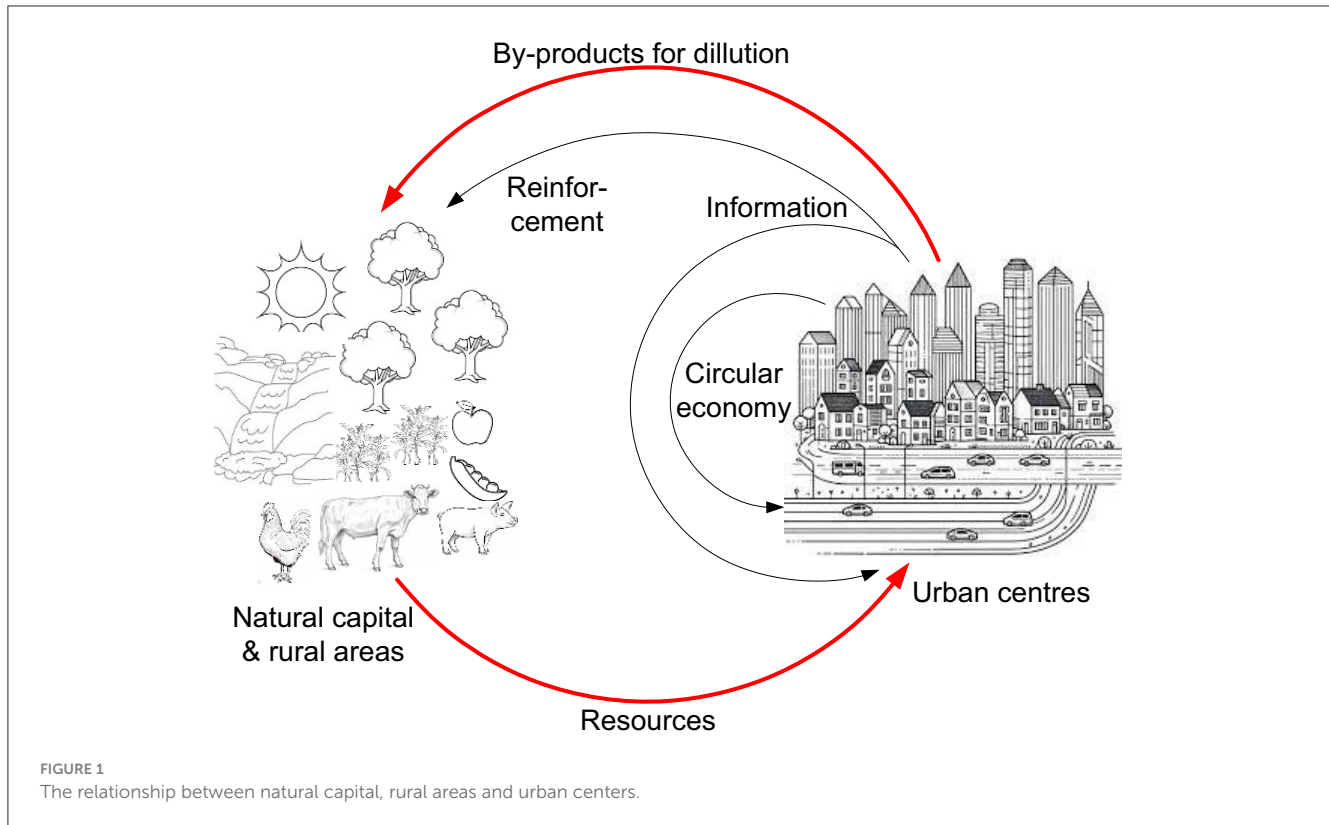 By-products for dillution
Reinfor-
cement
Information
Circular
economy
Urban centres
Natural capital
& rural areas
Resources
FIGURE 1
The relationship between natural capital, rural areas and urban centers.